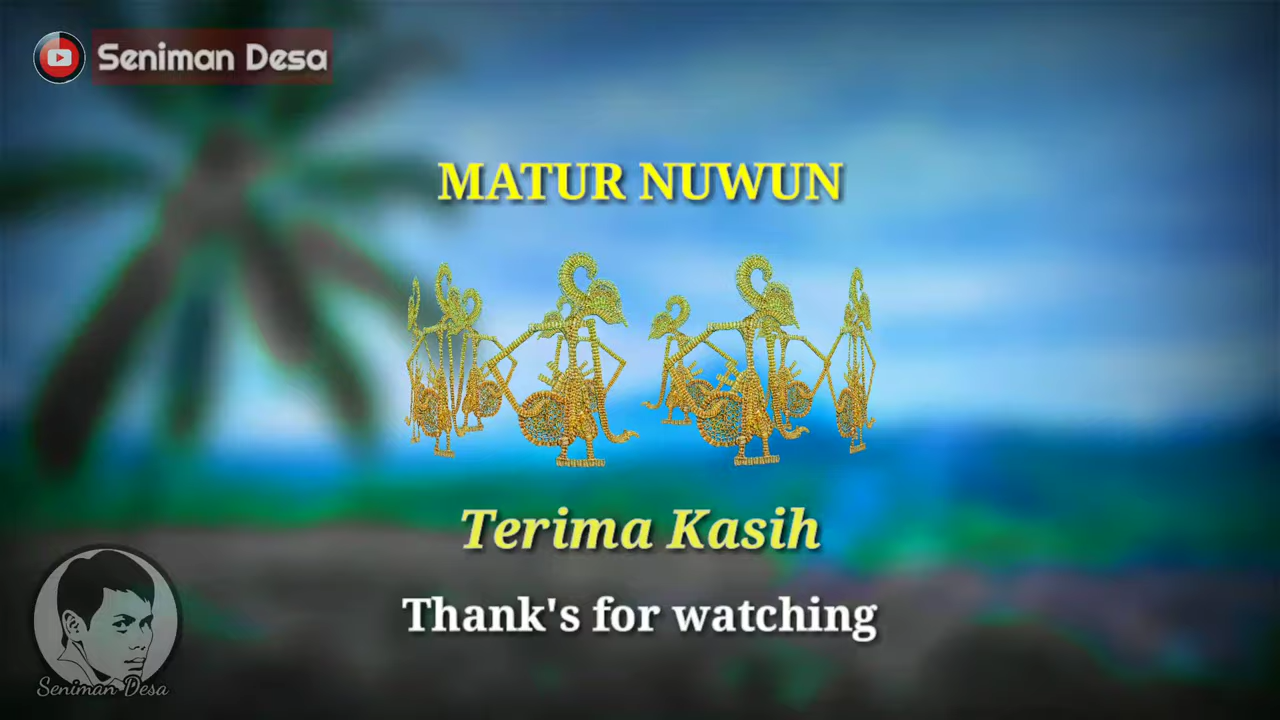 Seniman Desa
MATUR NUWUN
Terima Kasih
Thank's for watching
Seniman Desa